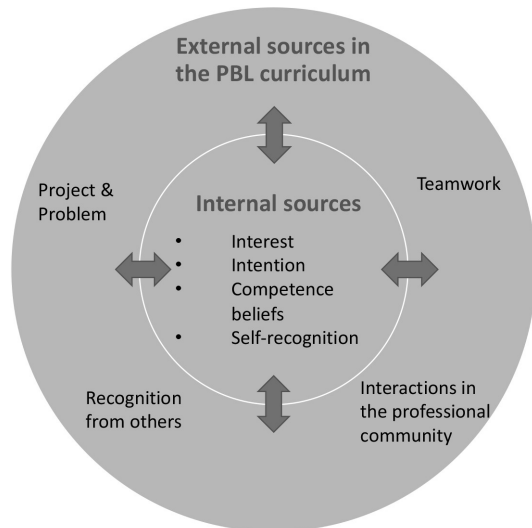 External sources in
the PBL curriculum
Project &
Problem
Teamwork
Internal sources
• Interest
• Intention
• Competence
beliefs
• Self-recognition
Recognition
from others
Interactions in
the professional
community